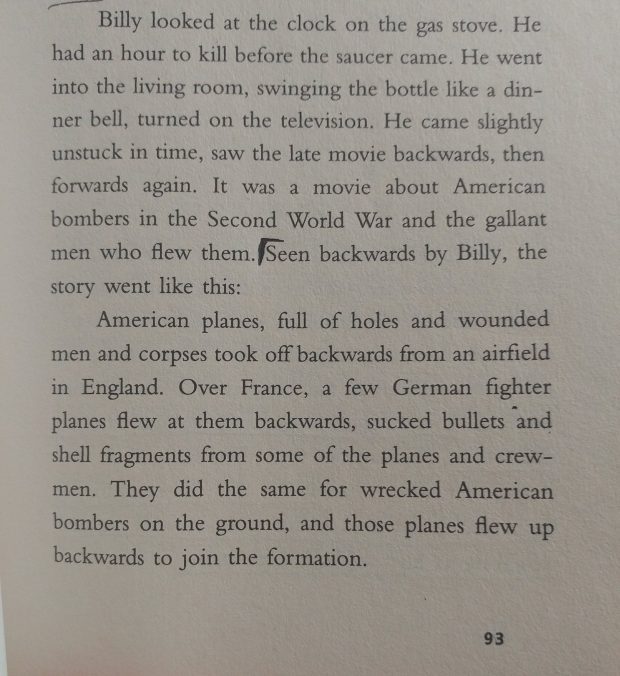 Billy looked at the clock on the gas stove. He
had an hour to kill before the saucer came. He went
into the living room, swinging the bottle like a din-
ner bell, turned on the television. He came slightly
unstuck in time, saw the late movie backwards, then
forwards again. It was a movie about American
bombers in the Second World War and the gallant
men who flew them. Seen backwards by Billy, the
story went like this:
American planes, full of holes and wounded
men and corpses took off backwards from an airfield
in England. Over France, a few German fighter
planes flew at them backwards, sucked bullets and
shell fragments from some of the planes and crew-
men. They did the same for wrecked American
bombers on the ground, and those planes flew up
backwards to join the formation.
93